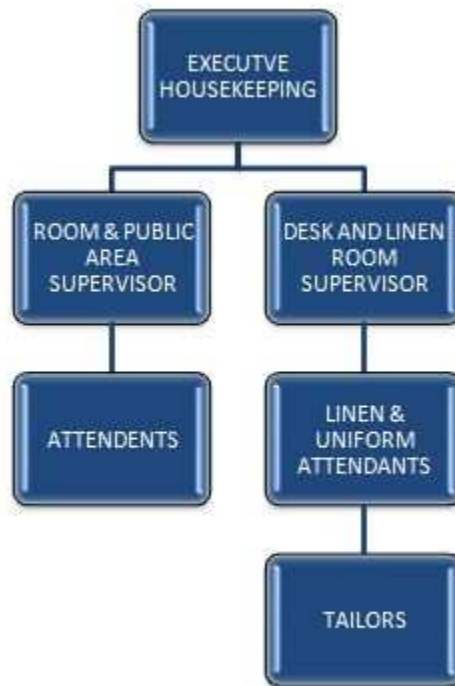 EXECUTVE
HOUSEKEEPING
ROOM & PUBLIC
AREA
SUPERVISOR
DESK AND LINEN
ROOM
SUPERVISOR
ATTENDENTS
LINEN &
UNIFORM
ATTENDANTS
TAILORS